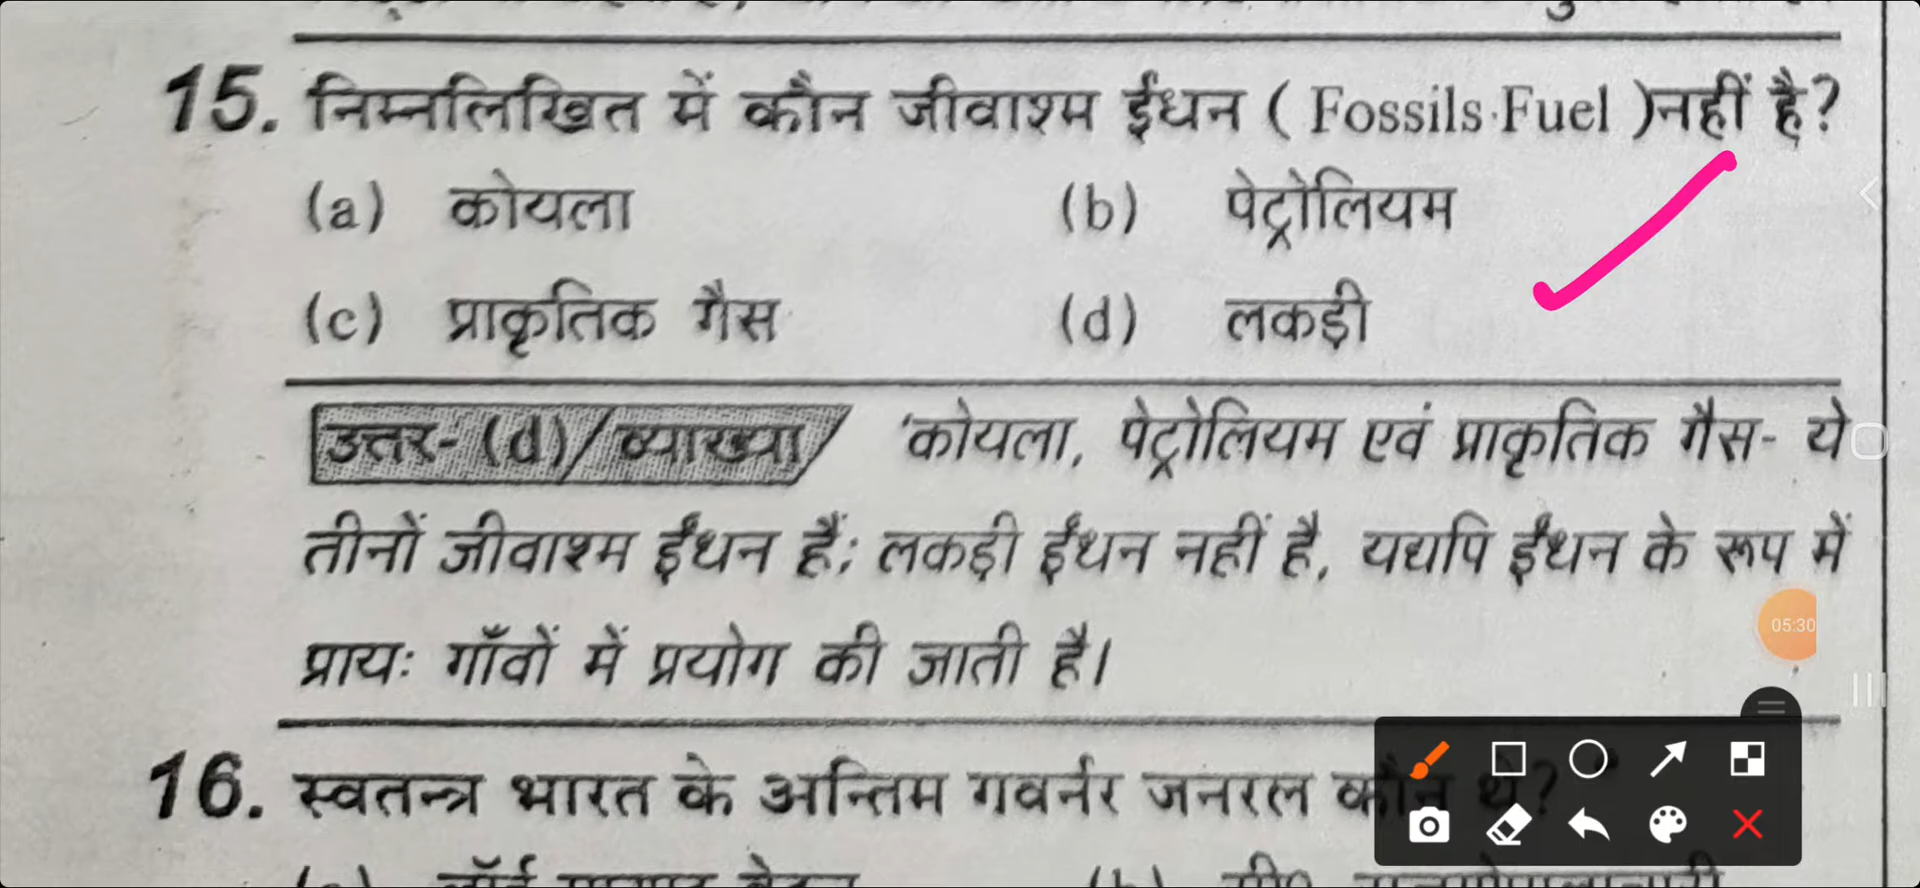 15. निम्नलिखित में कौन जीवाश्म ईंधन ( Fossils Fuel )नहीं है?
(a) कोयला (b) पेट्रोलियम
(c) प्राकृतिक गैस (d) लकड़ी
उत्तर- (d)/व्याख्या 'कोयला, पेट्रोलियम एवं प्राकृतिक गैस- ये
तीनों जीवाश्म ईंधन हैं; लकड़ी ईंधन नहीं है, यद्यपि ईंधन के रूप में
प्रायः गाँवों में प्रयोग की जाती है।
05:30
16. स्वतन्त्र भारत के अन्तिम गवर्नर जनरल कौन थे?